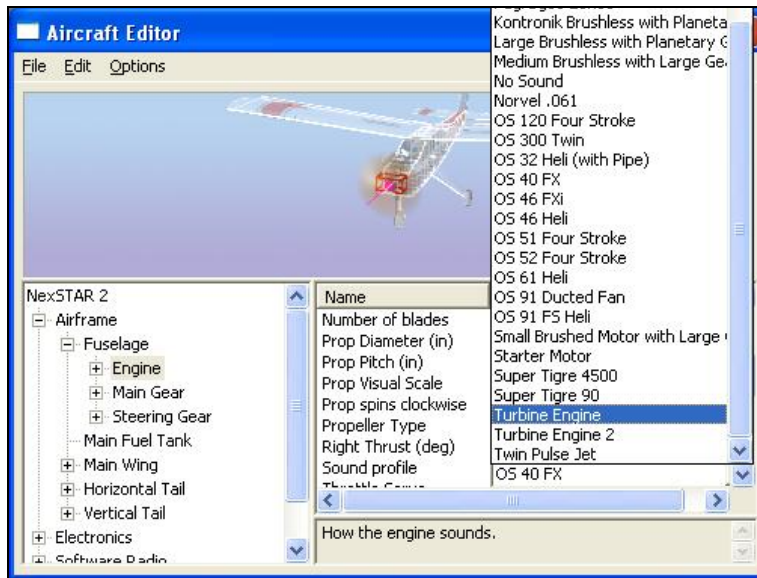 Aircraft Editor
File Edit Options
Kontronik Brushless with Planeta
Large Brushless with Planetary G
Medium Brushless with Large Ge
No Sound
Norvel .061
OS 120 Four Stroke
OS 300 Twin
OS 32 Heli (with Pipe)
OS 40 FX
OS 46 FXi
OS 46 Heli
OS 51 Four Stroke
OS 52 Four Stroke
OS 61 Heli
OS 91 Ducted Fan
OS 91 FS Heli
Small Brushed Motor with Large
Starter Motor
Super Tigre 4500
Super Tigre 90
Turbine Engine
Turbine Engine 2
Twin Pulse Jet
OS 40 FX
NexSTAR 2
Airframe
Fuselage
Engine
Main Gear
Steering Gear
Main Fuel Tank
Main Wing
Horizontal Tail
Vertical Tail
Electronics
Software Radio
Name
Number of blades
Prop Diameter (in)
Prop Pitch (in)
Prop Visual Scale
Prop spins clockwise
Propeller Type
Right Thrust (deg)
Sound profile
Throttle Servo
How the engine sounds.